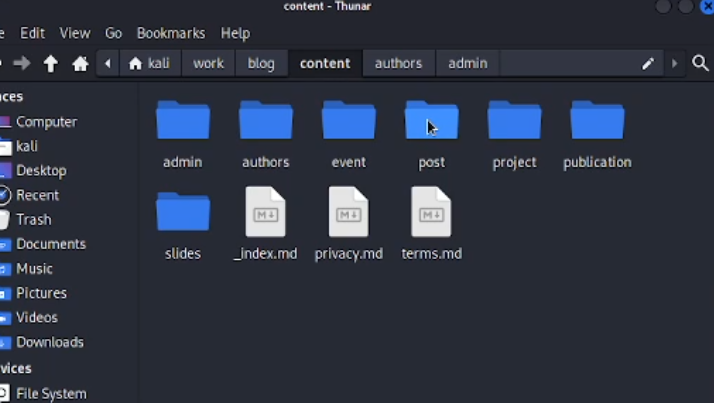 content - Thunar
Edit View Go Bookmarks Help
kali work blog content authors admin
Computer
kali
Desktop
Recent
Trash
Documents
Music
Pictures
Videos
Downloads
File System
admin authors event post project publication
slides _index.md privacy.md terms.md